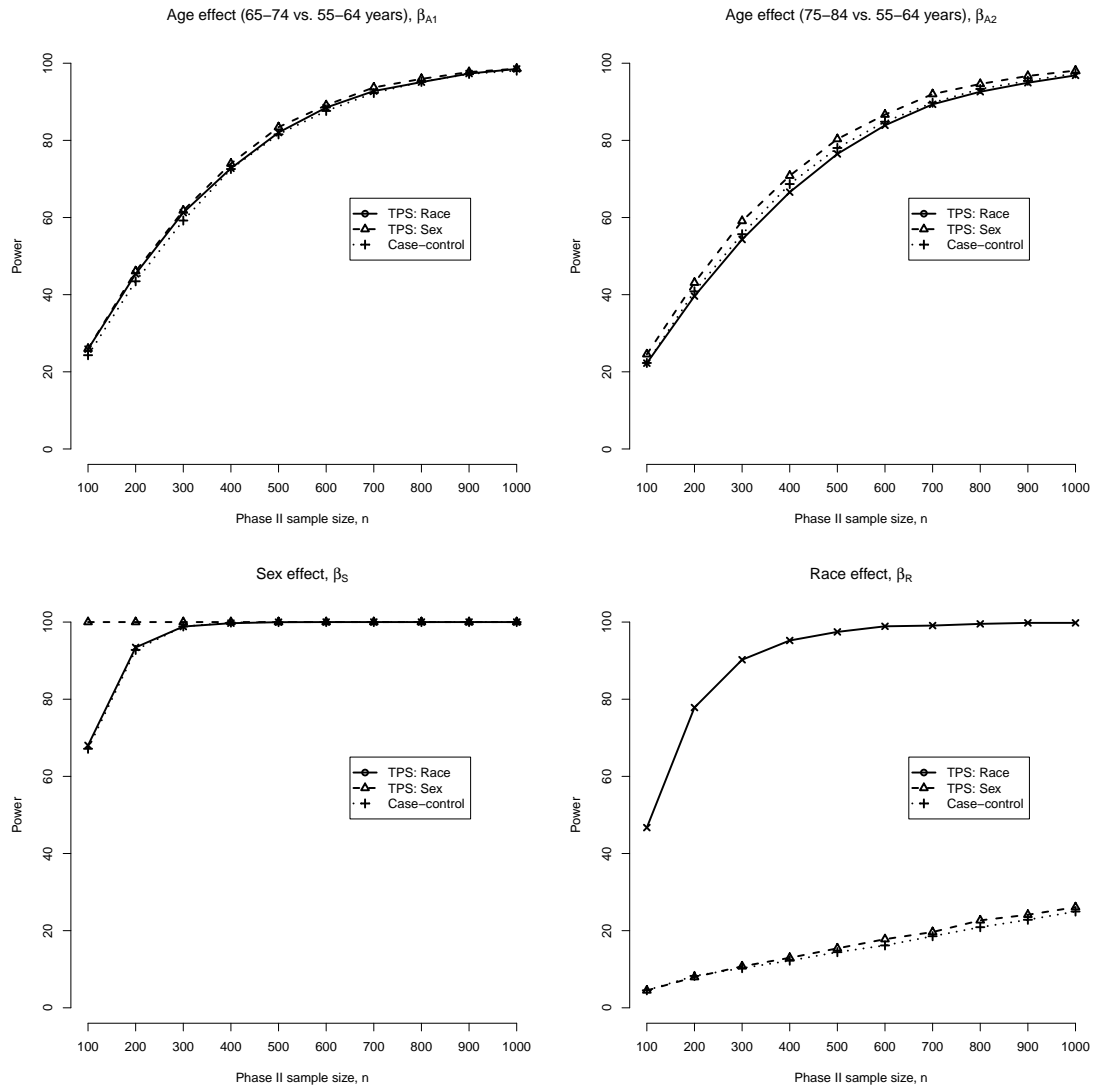 Age effect (65−74 vs. 55−64 years), βA1
Power
0
20
40
60
80
100
TPS: Race
TPS: Sex
Case−control
100 200 300 400 500 600 700 800 900 1000
Phase II sample size, n
Age effect (75−84 vs. 55−64 years), βA2
Power
0
20
40
60
80
100
TPS: Race
TPS: Sex
Case−control
100 200 300 400 500 600 700 800 900 1000
Phase II sample size, n
Sex effect, βS
Power
0
20
40
60
80
100
TPS: Race
TPS: Sex
Case−control
100 200 300 400 500 600 700 800 900 1000
Phase II sample size, n
Race effect, βR
Power
0
20
40
60
80
100
TPS: Race
TPS: Sex
Case−control
100 200 300 400 500 600 700 800 900 1000
Phase II sample size, n